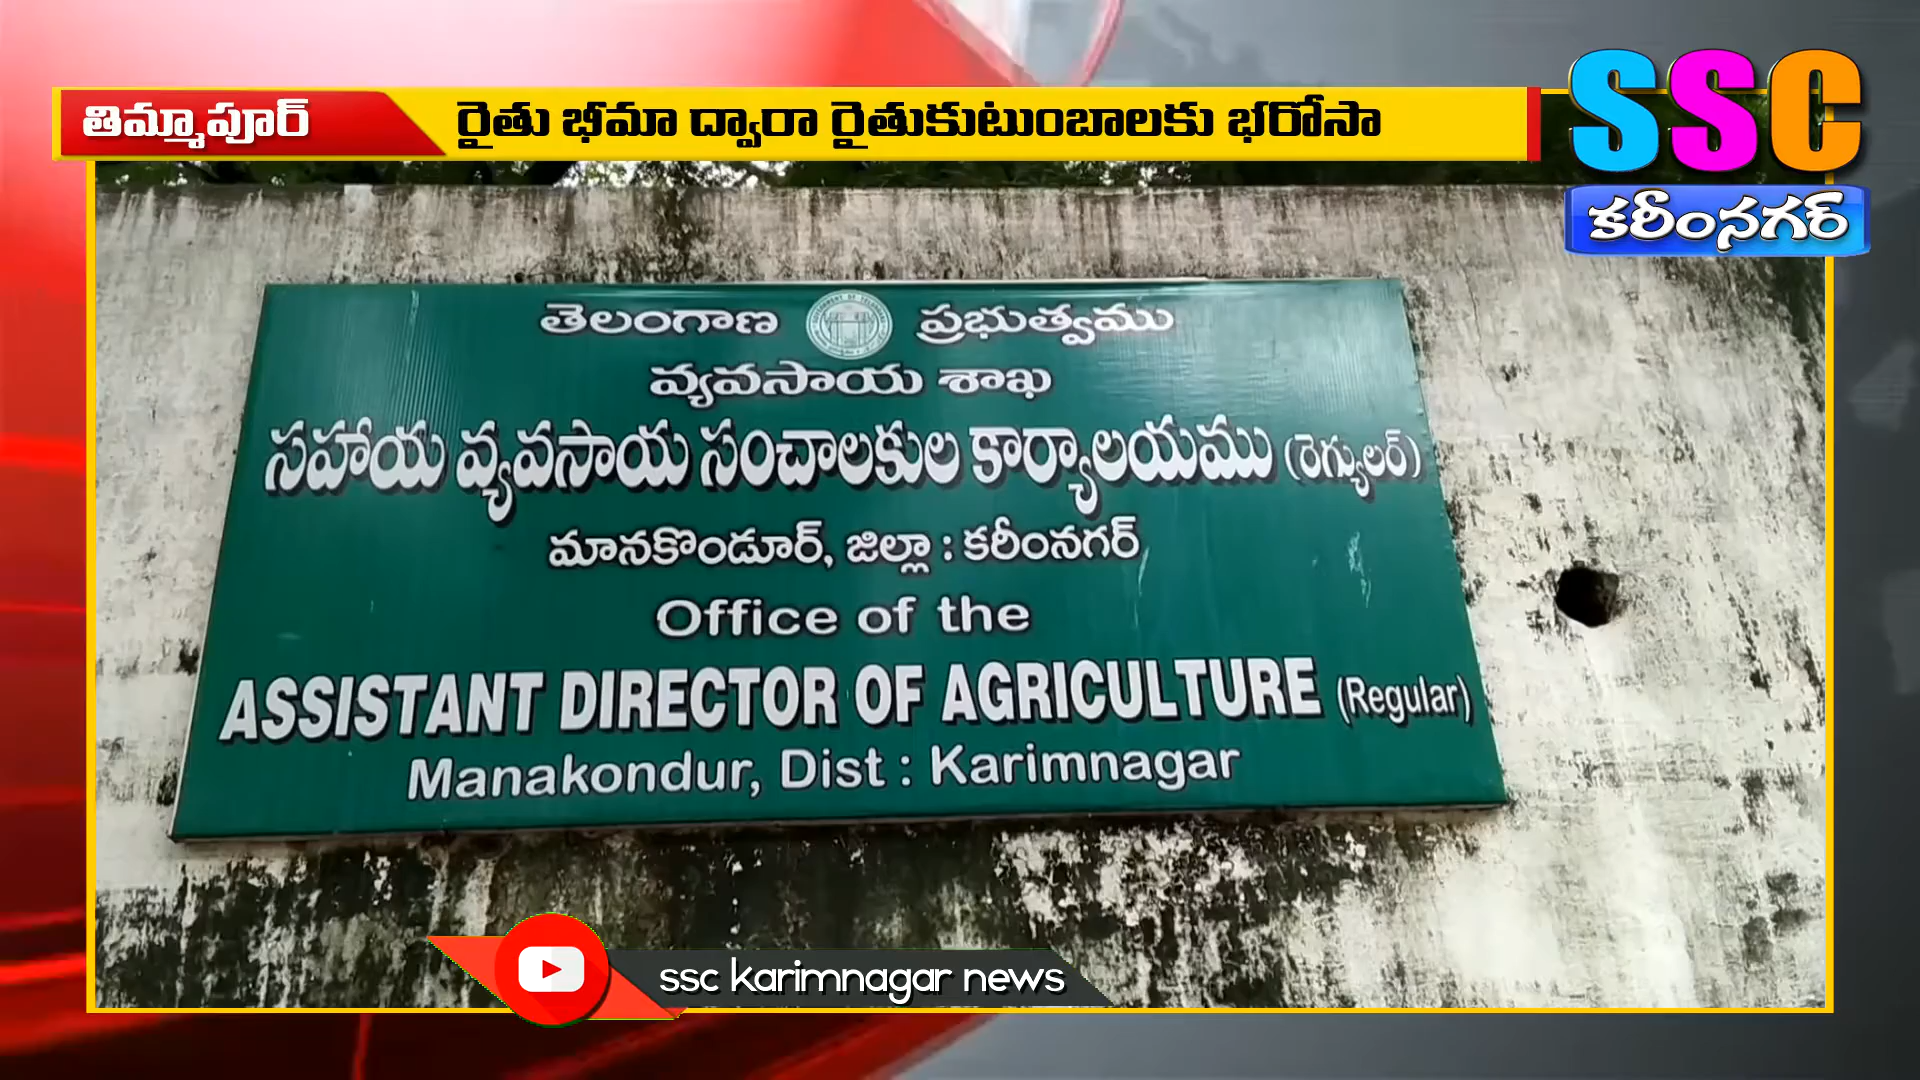 తిమ్మాపూర్
రైతు భీమా ద్వారా రైతుకుటుంబాలకు భరోసా
SSC
కరీంనగర్
తెలంగాణ ప్రభుత్వము
వ్యవసాయ శాఖ
సహాయ వ్యవసాయ సంచాలకుల కార్యాలయము (రెగ్యులర్)
మానకొండూర్, జిల్లా : కరీంనగర్
Office of the
ASSISTANT DIRECTOR OF AGRICULTURE (Regular)
Manakondur, Dist : Karimnagar
ssc karimnagar news